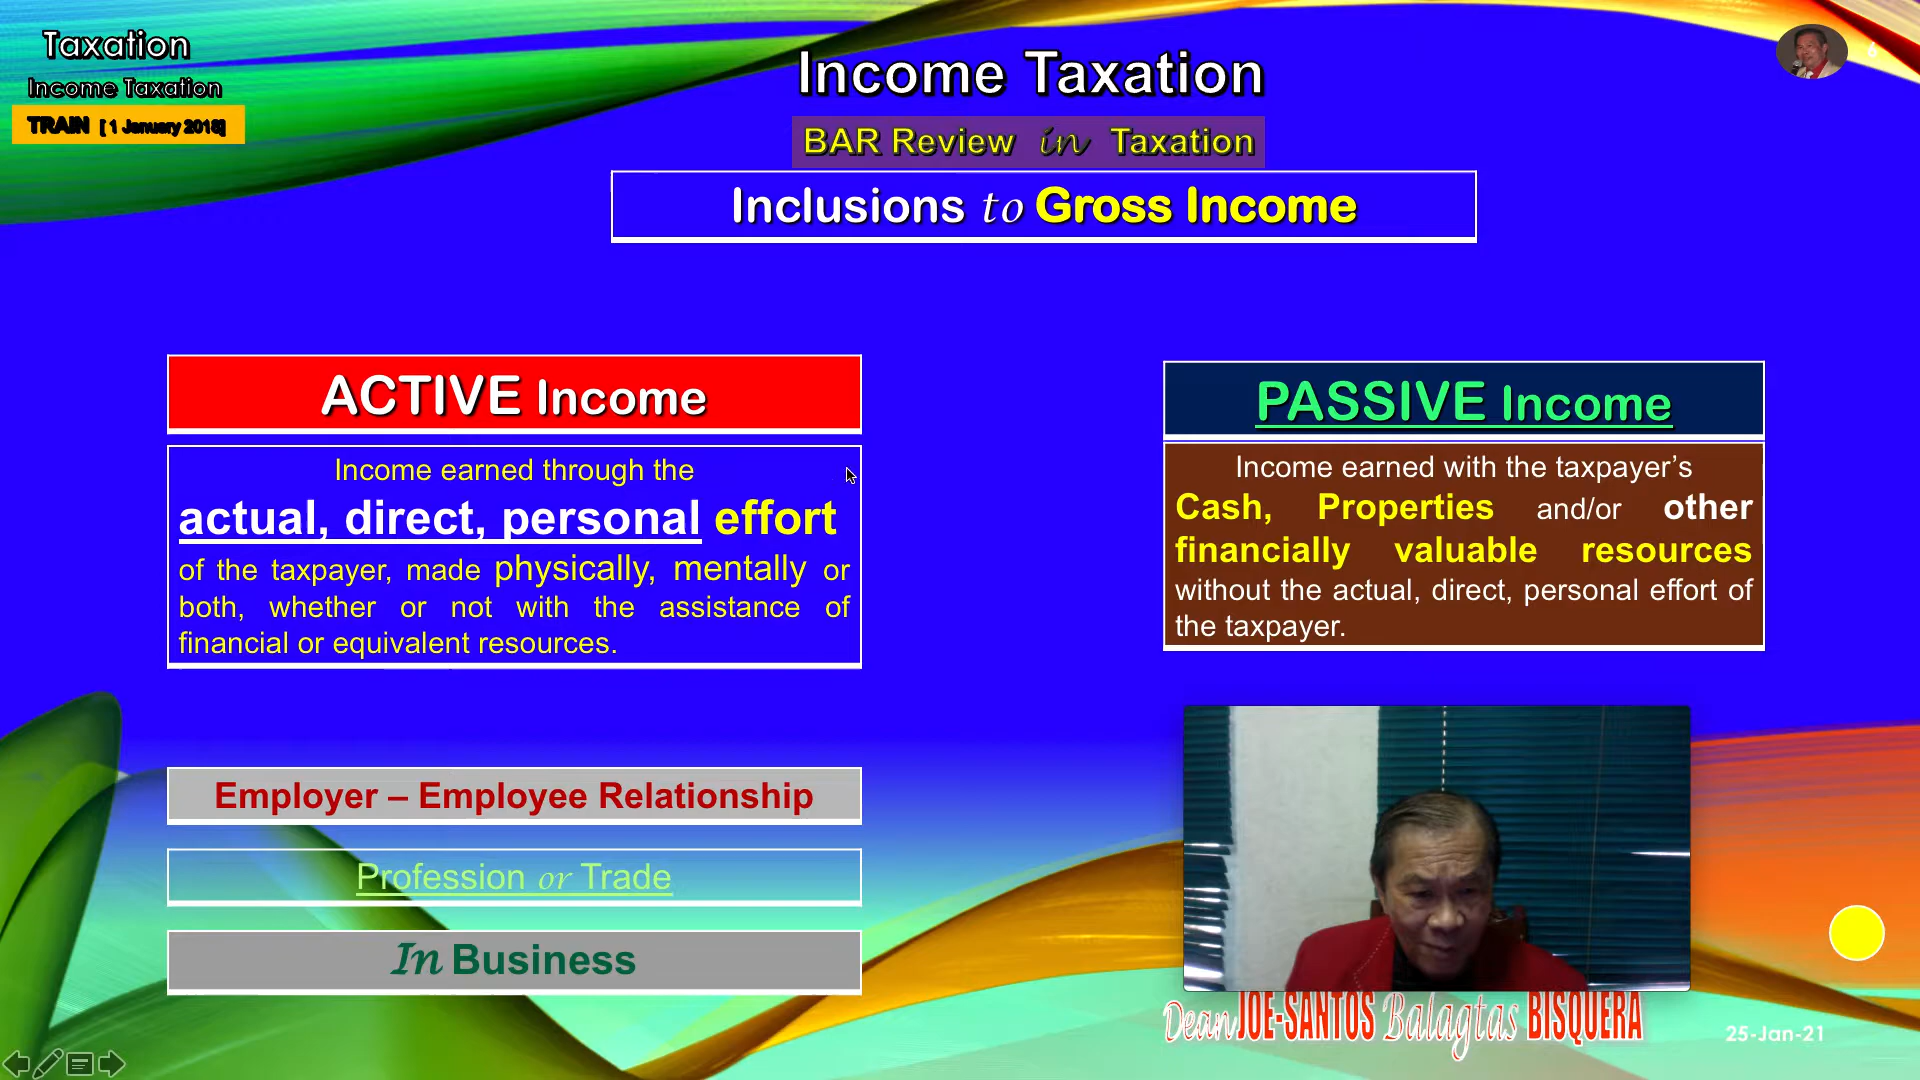 Taxation
Income Taxation
TRAIN [ 1 January 2018]
6
Income Taxation
BAR Review in Taxation
Inclusions to Gross Income
ACTIVE Income
Income earned through the
actual, direct, personal effort
of the taxpayer, made physically, mentally or
both, whether or not with the assistance of
financial or equivalent resources.
Employer – Employee Relationship
Profession or Trade
In Business
PASSIVE Income
Income earned with the taxpayer’s
Cash, Properties and/or other
financially valuable resources
without the actual, direct, personal effort of
the taxpayer.
Dean JOE-SANTOS Balagtas BISQUERA
25-Jan-21